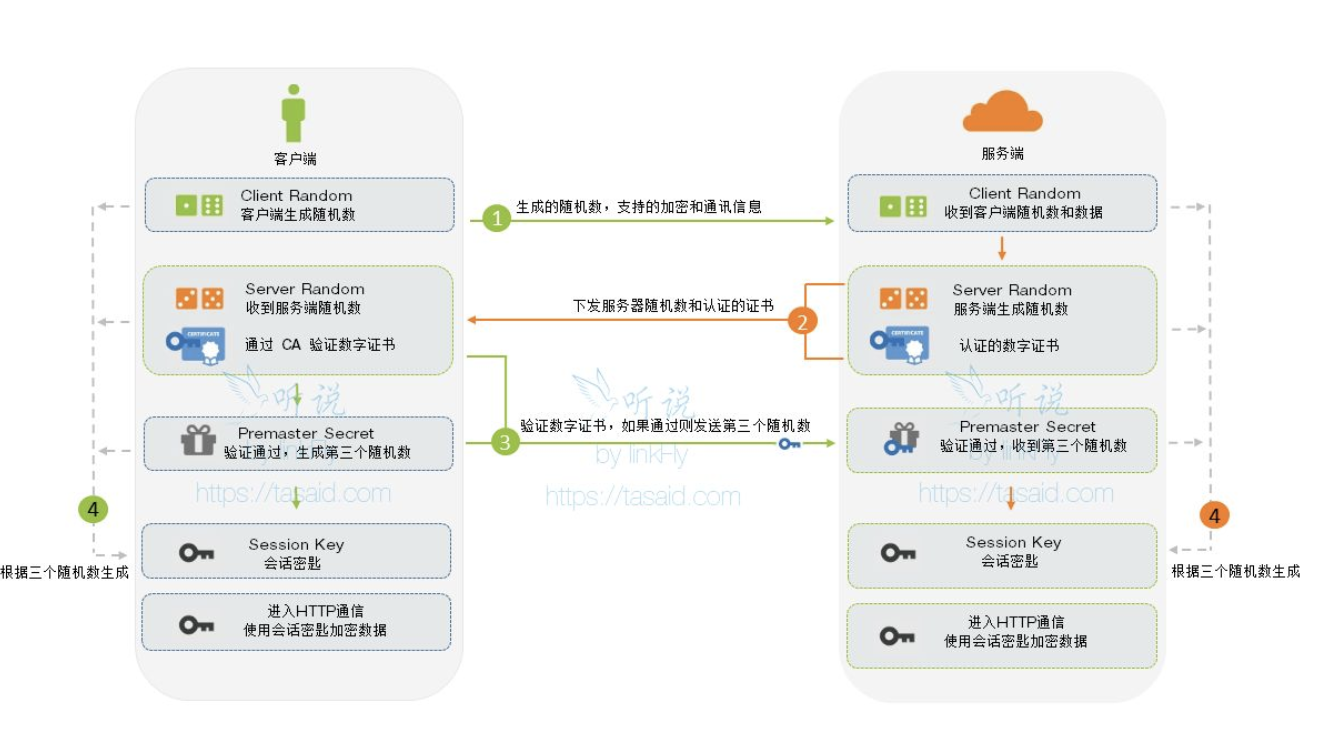 客户端
Client Random
客户端生成随机数
Server Random
收到服务端随机数
CERTIFICATE
通过 CA 验证数字证书
Premaster Secret
验证通过，生成第三个随机数
Session Key
会话密匙
进入HTTP通信
使用会话密匙加密数据
4
根据三个随机数生成
1
生成的随机数，支持的加密和通讯信息
2
下发服务器随机数和认证的证书
3
验证数字证书，如果通过则发送第三个随机数
服务端
Client Random
收到客户端随机数和数据
Server Random
服务端生成随机数
CERTIFICATE
认证的数字证书
Premaster Secret
验证通过，收到第三个随机数
Session Key
会话密匙
进入HTTP通信
使用会话密匙加密数据
4
根据三个随机数生成
听说
https://tasaid.com
听说
by linkFly
https://tasaid.com
听说
https://tasaid.com